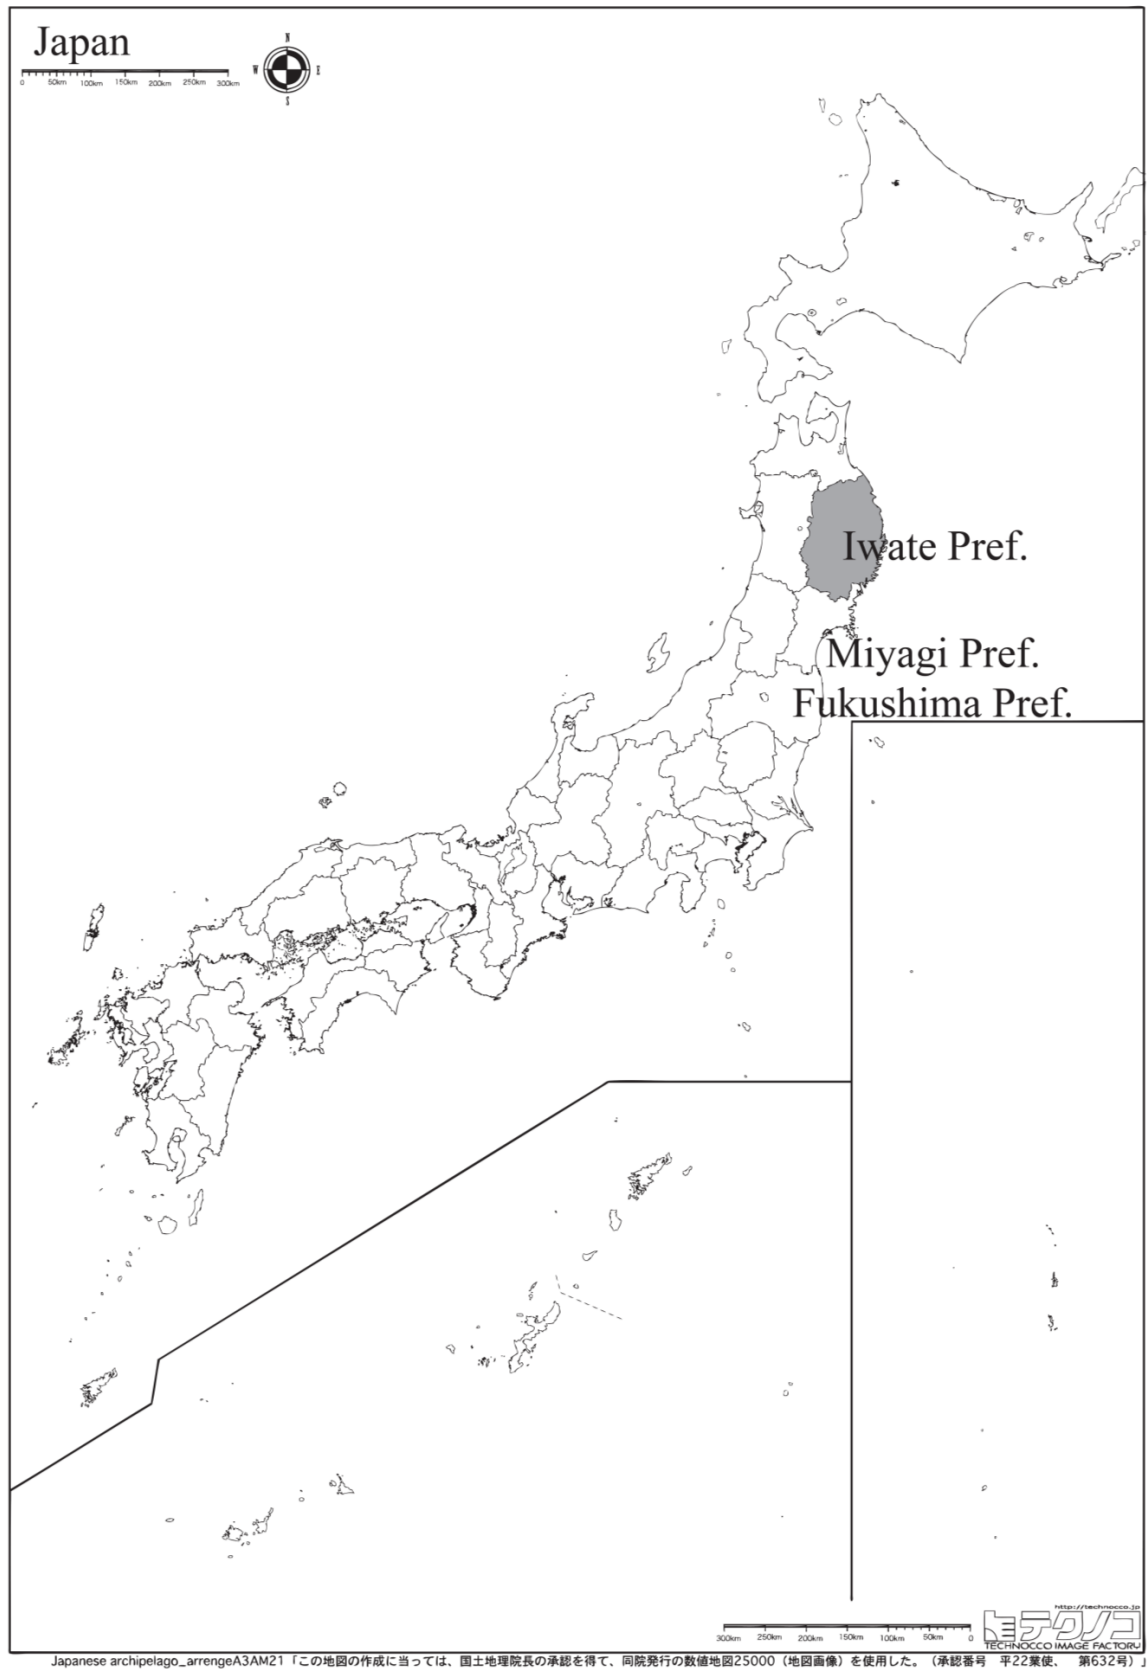 Japan
N
W E
S
0 50km 100km 150km 200km 250km 300km
Iwate Pref.
Miyagi Pref.
Fukushima Pref.
http://technocco.jp
テクノコ
300km 250km 200km 150km 100km 50km 0
TECHNOCCO IMAGE FACTORY
Japanese archipelago_arrengeA3AM21「この地図の作成に当っては、国土地理院長の承認を得て、同院発行の数値地図25000（地図画像）を使用した。（承認番号 平22業使、 第632号）」